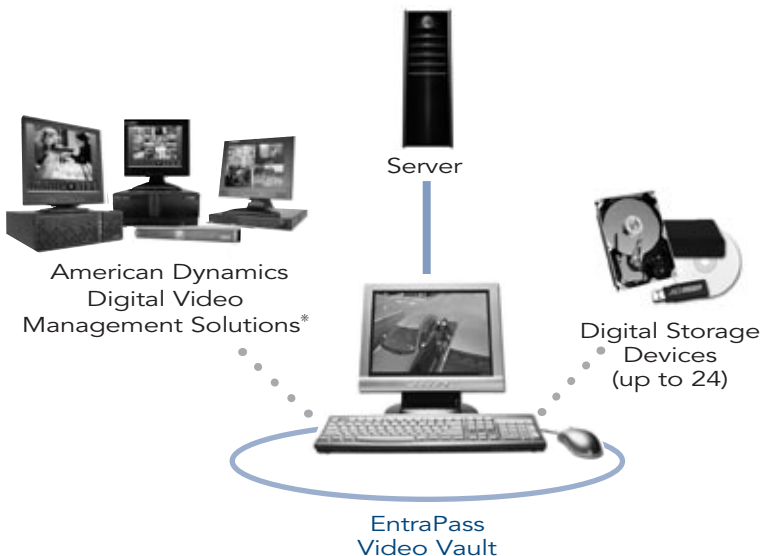 Server
American Dynamics
Digital Video
Management Solutions*
Digital Storage
Devices
(up to 24)
EntraPass
Video Vault